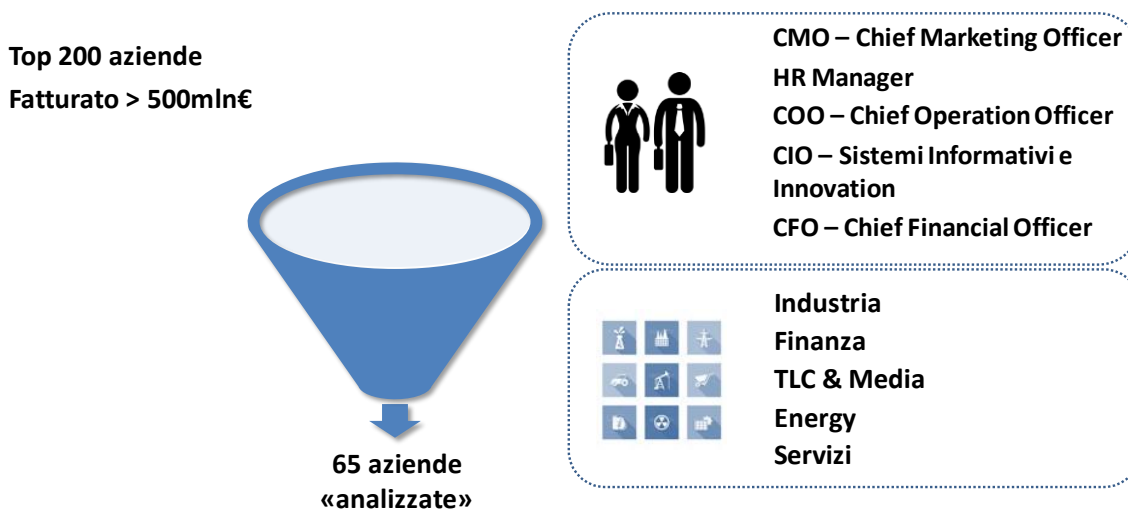 Top 200 aziende
Fatturato > 500mln€
65 aziende
«analizzate»
CMO – Chief Marketing Officer
HR Manager
COO – Chief Operation Officer
CIO – Sistemi Informativi e
Innovation
CFO – Chief Financial Officer
Industria
Finanza
TLC & Media
Energy
Servizi